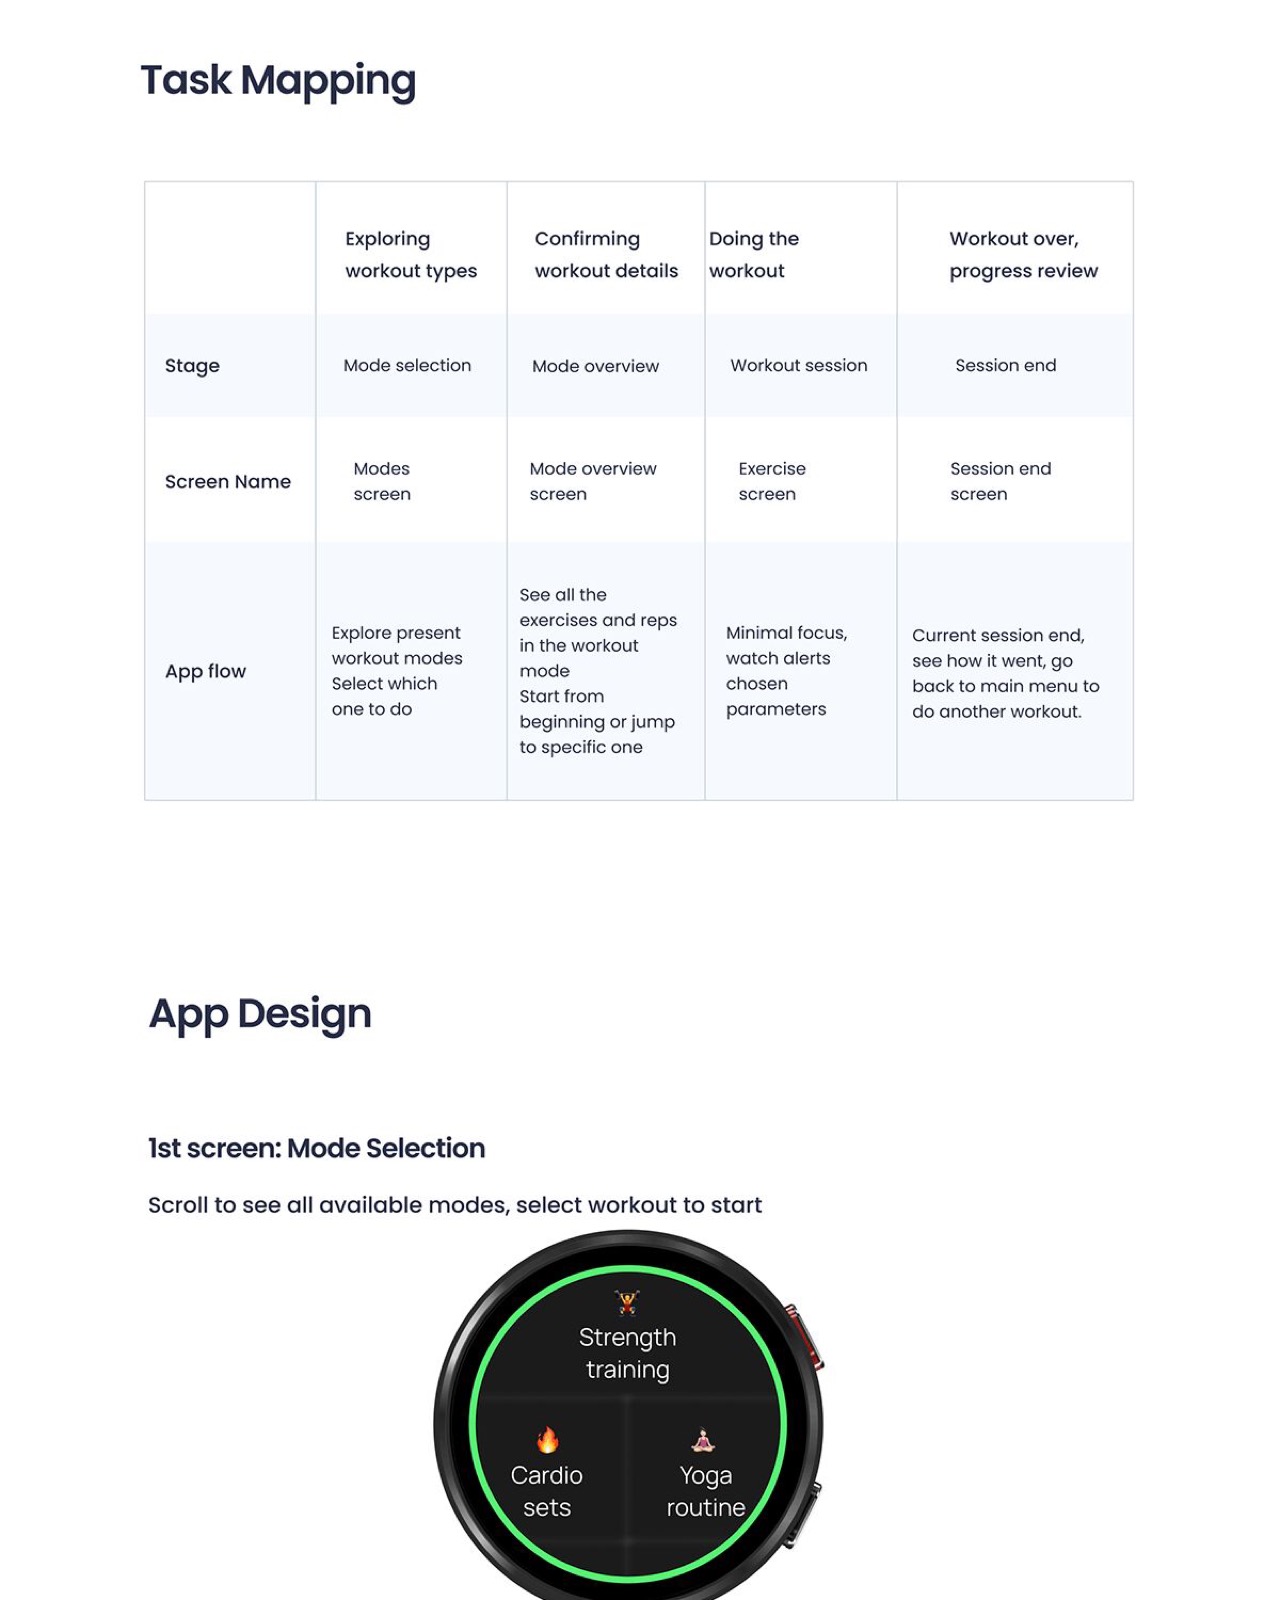 Task Mapping
Exploring
workout types
Confirming
workout details
Doing the
workout
Workout over,
progress review
Stage
Mode selection
Mode overview
Workout session
Session end
Screen Name
Modes
screen
Mode overview
screen
Exercise
screen
Session end
screen
App flow
Explore present
workout modes
Select which
one to do
See all the
exercises and reps
in the workout
mode
Start from
beginning or jump
to specific one
Minimal focus,
watch alerts
chosen
parameters
Current session end,
see how it went, go
back to main menu to
do another workout.
App Design
1st screen: Mode Selection
Scroll to see all available modes, select workout to start
Strength
training
Cardio
sets
Yoga
routine